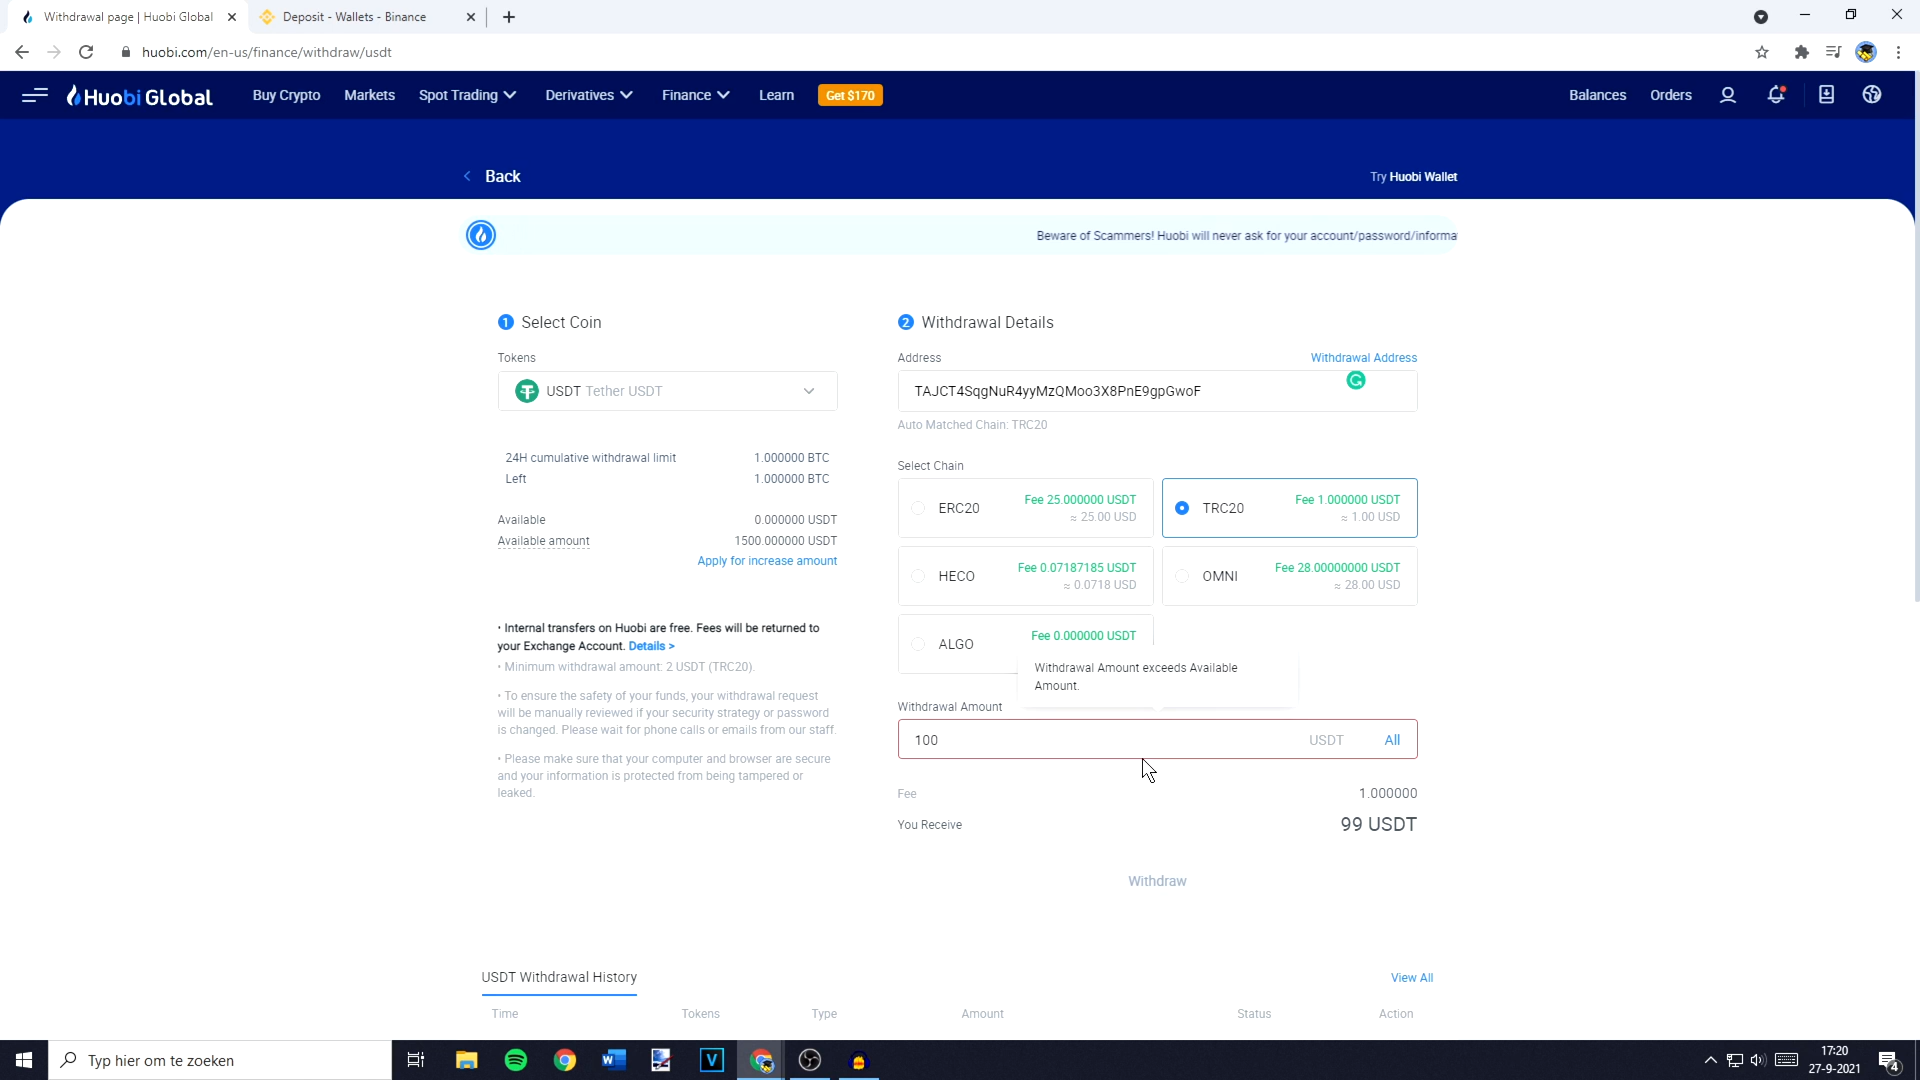 Withdrawal page | Huobi Global
Deposit - Wallets - Binance
huobi.com/en-us/finance/withdraw/usdt
Huobi Global
Buy Crypto
Markets
Spot Trading
Derivatives
Finance
Learn
Get $170
Balances
Orders
Back
Try Huobi Wallet
Beware of Scammers! Huobi will never ask for your account/password/informa
1 Select Coin
Tokens
USDT Tether USDT
24H cumulative withdrawal limit 1.000000 BTC
Left 1.000000 BTC
Available 0.000000 USDT
Available amount 1500.000000 USDT
Apply for increase amount
· Internal transfers on Huobi are free. Fees will be returned to
your Exchange Account. Details >
· Minimum withdrawal amount: 2 USDT (TRC20).
· To ensure the safety of your funds, your withdrawal request
will be manually reviewed if your security strategy or password
is changed. Please wait for phone calls or emails from our staff.
· Please make sure that your computer and browser are secure
and your information is protected from being tampered or
leaked.
2 Withdrawal Details
Address
Withdrawal Address
TAJCT4SqgNuR4yyMzQMoo3X8PnE9gpGwoF
Auto Matched Chain: TRC20
Select Chain
ERC20 Fee 25.000000 USDT
≈ 25.00 USD
TRC20 Fee 1.000000 USDT
≈ 1.00 USD
HECO Fee 0.07187185 USDT
≈ 0.0718 USD
OMNI Fee 28.00000000 USDT
≈ 28.00 USD
ALGO Fee 0.000000 USDT
Withdrawal Amount exceeds Available
Amount.
Withdrawal Amount
100 USDT All
Fee 1.000000
You Receive 99 USDT
Withdraw
USDT Withdrawal History
View All
Time Tokens Type Amount Status Action
Typ hier om te zoeken
17:20
27-9-2021
4